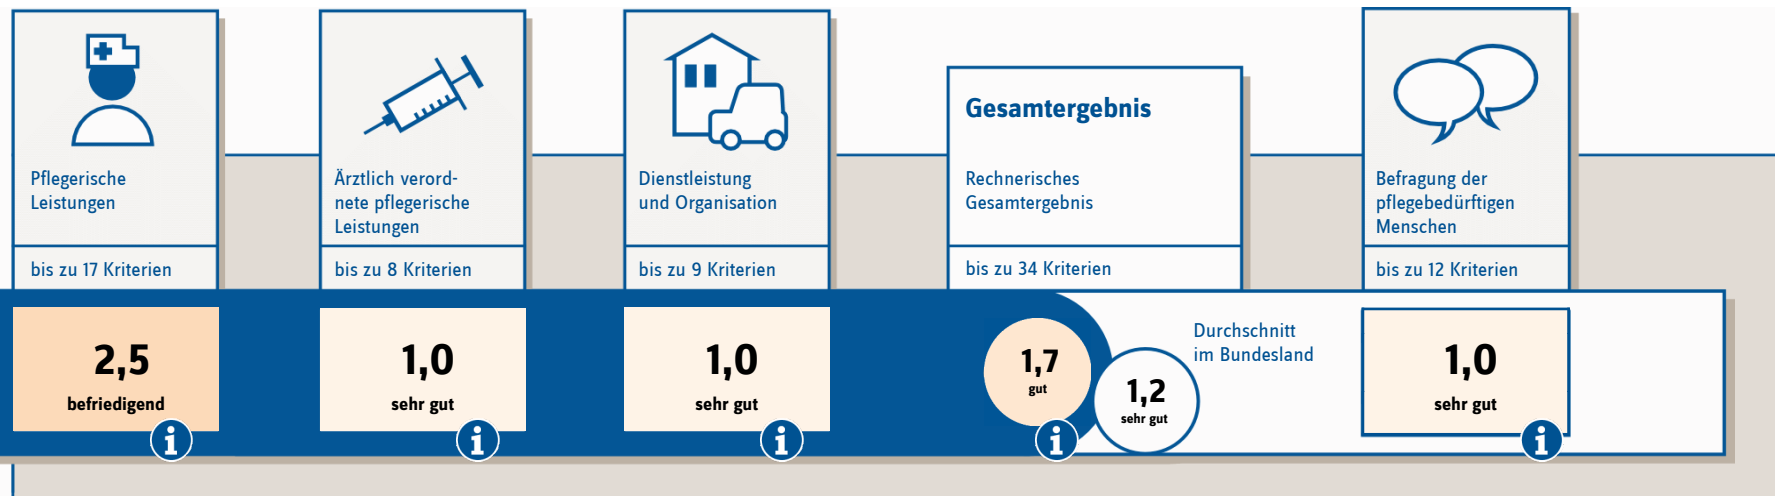 Pflegerische
Leistungen
bis zu 17 Kriterien
2,5
befriedigend
i
Ärztlich verord-
nete pflegerische
Leistungen
bis zu 8 Kriterien
1,0
sehr gut
i
Dienstleistung
und Organisation
bis zu 9 Kriterien
1,0
sehr gut
i
Gesamtergebnis
Rechnerisches
Gesamtergebnis
bis zu 34 Kriterien
1,7
gut
i
Durchschnitt
im Bundesland
1,2
sehr gut
Befragung der
pflegebedürftigen
Menschen
bis zu 12 Kriterien
1,0
sehr gut
i